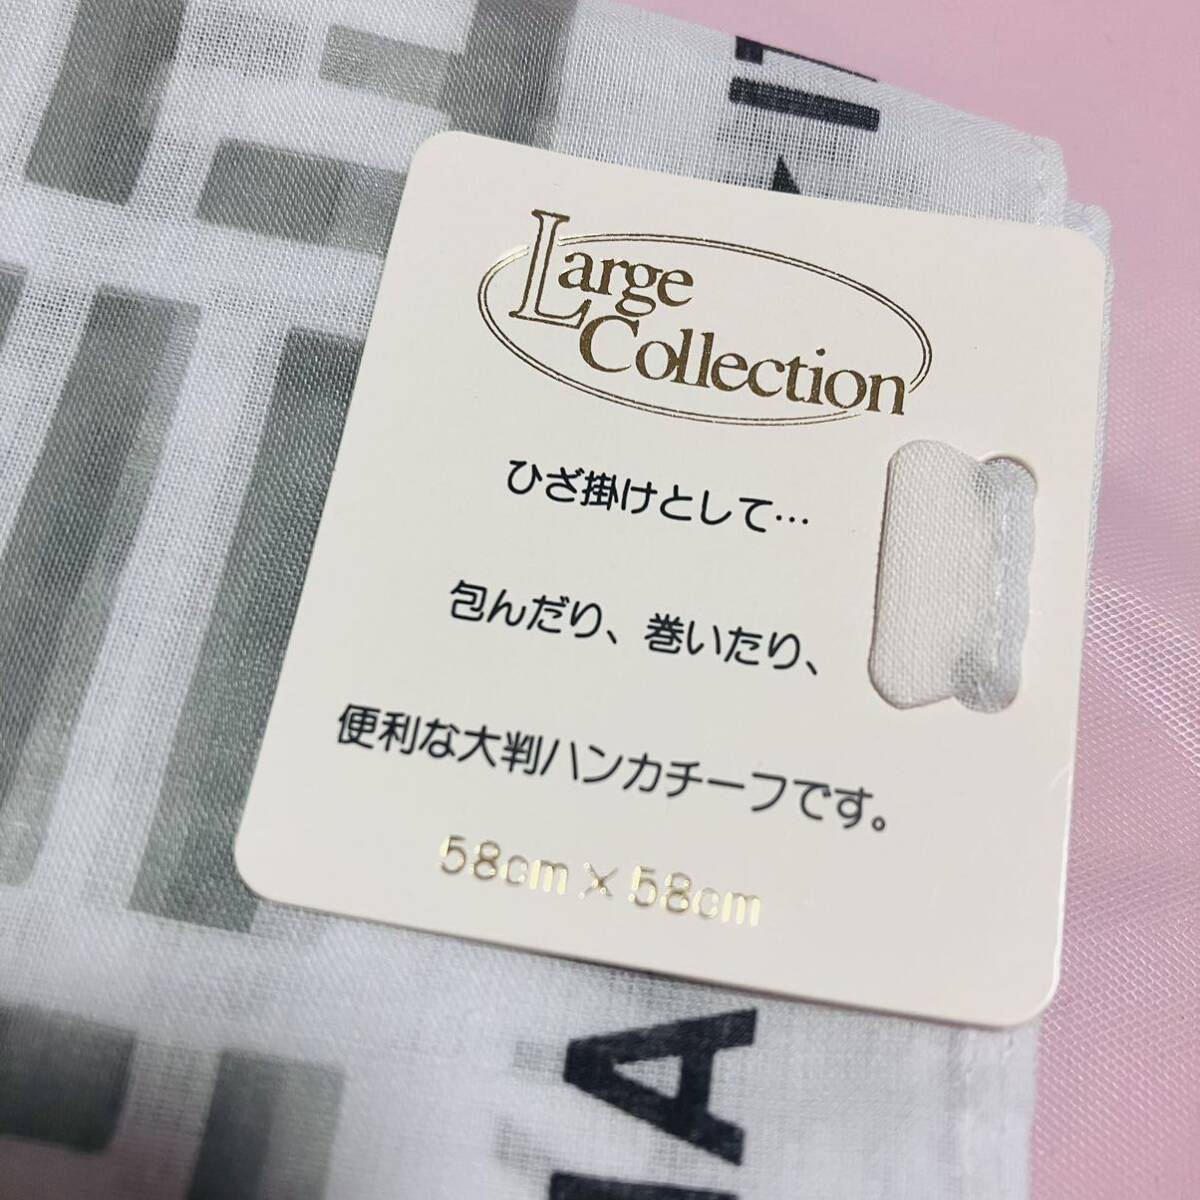 Large
Collection
ひざ掛けとして…
包んだり、巻いたり、
便利な大判ハンカチーフです。
58cm×58cm